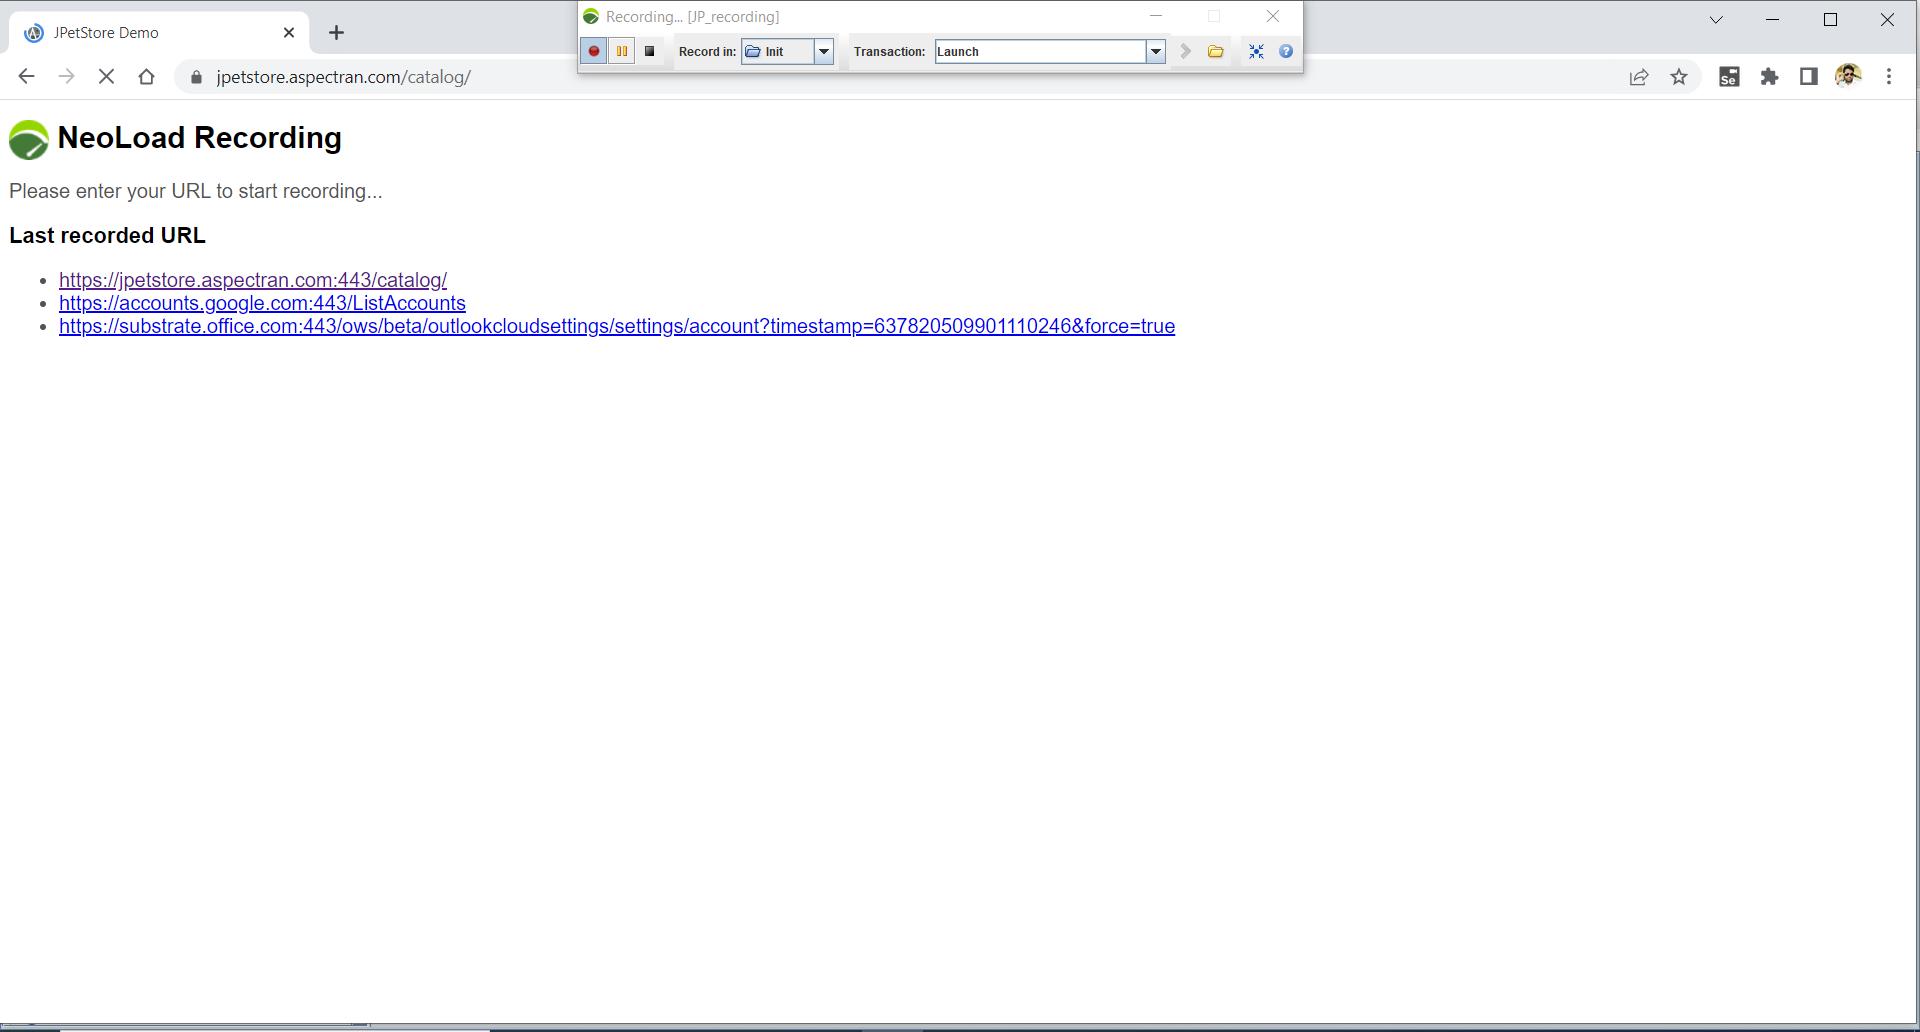 JPetStore Demo
Recording... [JP_recording]
Record in: Init Transaction: Launch
jpetstore.aspectran.com/catalog/
Se
NeoLoad Recording
Please enter your URL to start recording...
Last recorded URL
https://jpetstore.aspectran.com:443/catalog/
https://accounts.google.com:443/ListAccounts
https://substrate.office.com:443/ows/beta/outlookcloudsettings/settings/account?timestamp=637820509901110246&force=true